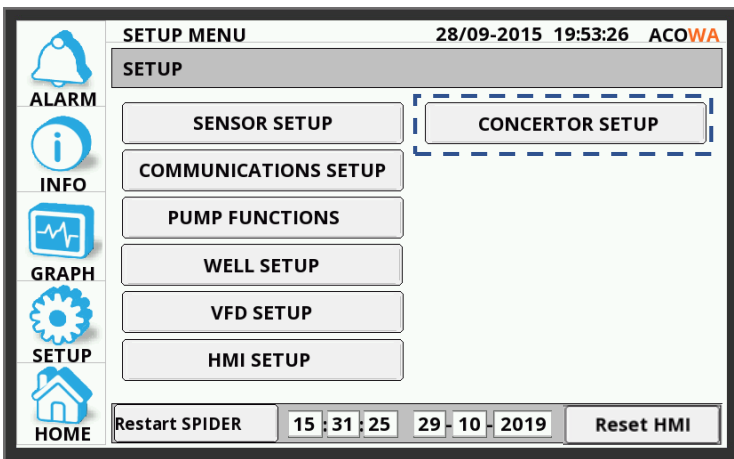 SETUP MENU 28/09-2015 19:53:26 ACOWA
SETUP
ALARM
SENSOR SETUP CONCERTOR SETUP
COMMUNICATIONS SETUP
INFO
PUMP FUNCTIONS
WELL SETUP
GRAPH
VFD SETUP
SETUP
HMI SETUP
Restart SPIDER 15:31:25 29-10-2019 Reset HMI
HOME